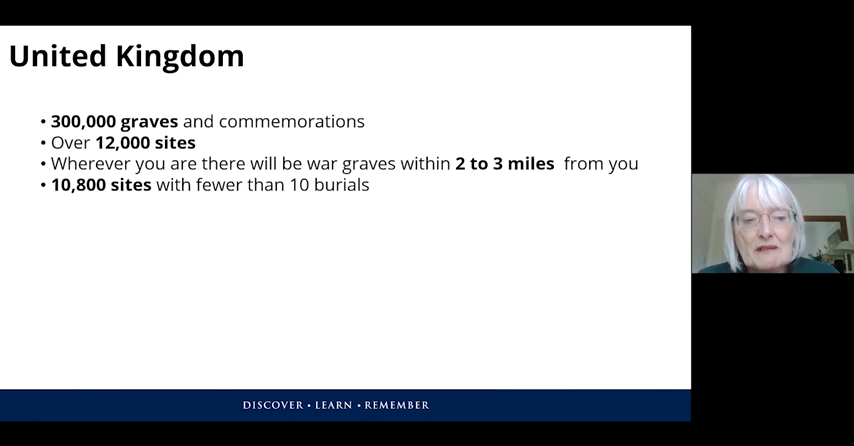 United Kingdom
• 300,000 graves and commemorations
• Over 12,000 sites
• Wherever you are there will be war graves within 2 to 3 miles from you
• 10,800 sites with fewer than 10 burials
DISCOVER • LEARN • REMEMBER